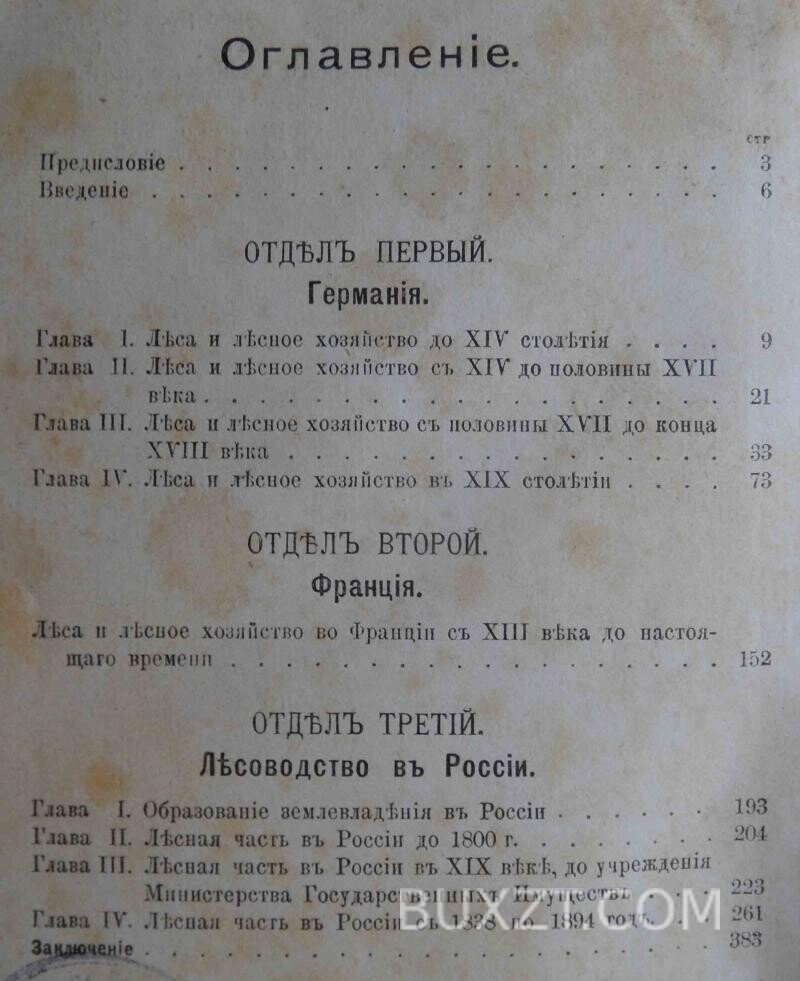 Оглавленіе.
СТР
Предисловіе . . . . . . . . . . . . . . . . . . . . 3
Введеніе . . . . . . . . . . . . . . . . . . . . . 6
ОТДѢЛЪ ПЕРВЫЙ.
Германія.
Глава I. Лѣса и лѣсное хозяйство до XIV столѣтія . . . . 9
Глава II. Лѣса и лѣсное хозяйство съ XIV до половины XVII
вѣка . . . . . . . . . . . . . . . . . . . 21
Глава III. Лѣса и лѣсное хозяйство съ половины XVII до конца
XVIII вѣка . . . . . . . . . . . . . . . . 33
Глава IV. Лѣса и лѣсное хозяйство въ XIX столѣтіи . . . . 73
ОТДѢЛЪ ВТОРОЙ.
Франція.
Лѣса и лѣсное хозяйство во Франціи съ XIII вѣка до настоя-
щаго времени . . . . . . . . . . . . . . . . . . 152
ОТДѢЛЪ ТРЕТІЙ.
Лѣсоводство въ Россіи.
Глава I. Образованіе землевладѣнія въ Россіи . . . . . . 193
Глава II. Лѣсная часть въ Россіи до 1800 г. . . . . . . . 204
Глава III. Лѣсная часть въ Россіи въ XIX вѣкѣ, до учрежденія
Министерства Государственныхъ Имуществъ . . . 223
Глава IV. Лѣсная часть въ Россіи съ 1838 по 1894 годъ. . . 261
Заключеніе . . . . . . . . . . . . . . . . . . . . . 383
BUXZ1.COM